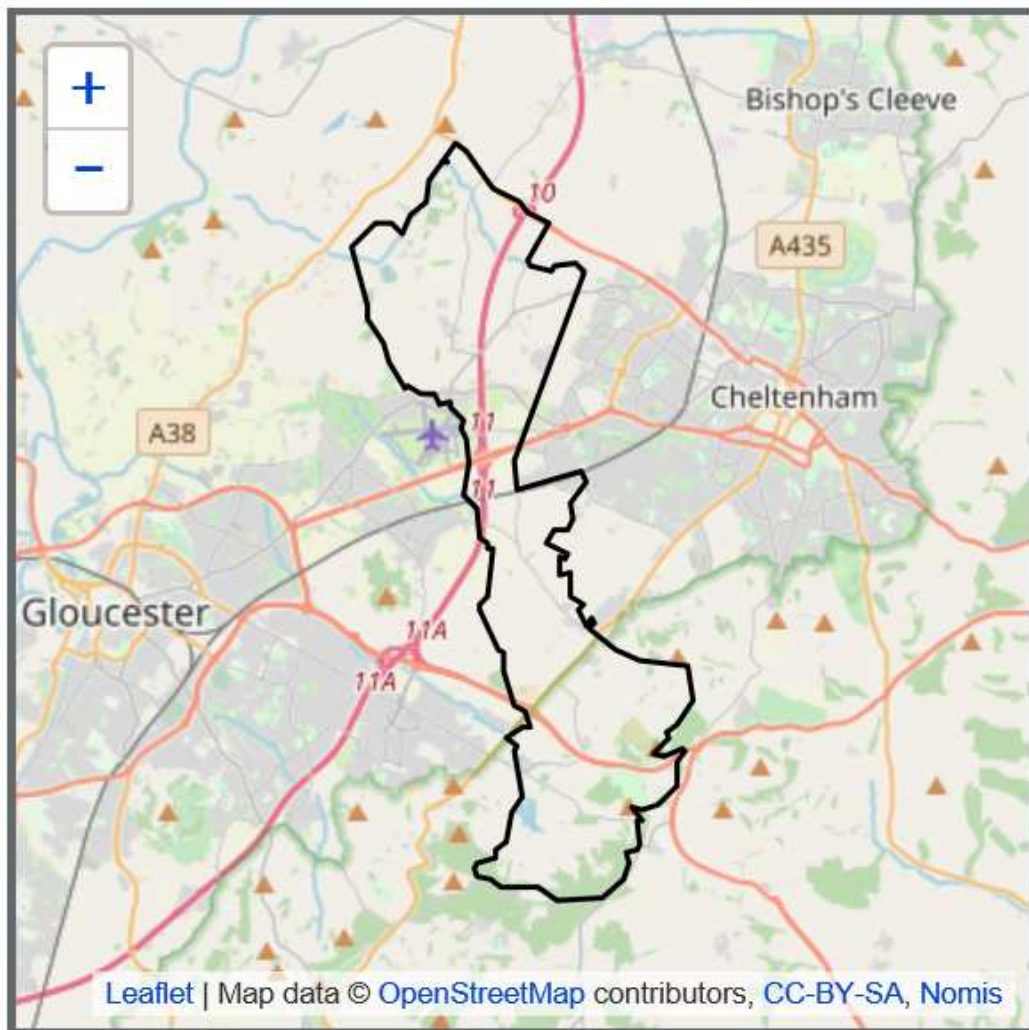 +
−
Bishop's Cleeve
10
A435
Cheltenham
A38
11
11
Gloucester
11A
11A
Leaflet | Map data © OpenStreetMap contributors, CC-BY-SA, Nomis